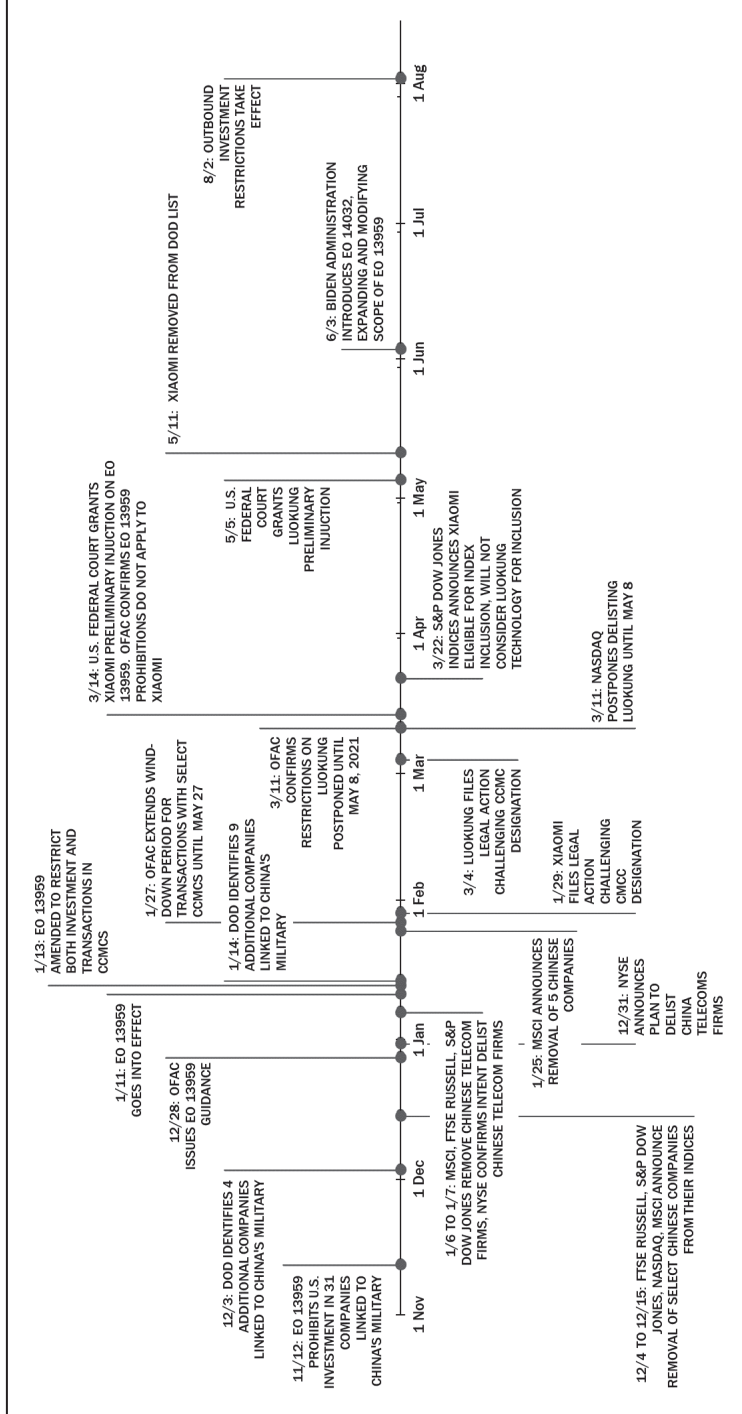 11/12: EO 13959
PROHIBITS U.S.
INVESTMENT IN 31
COMPANIES
LINKED TO
CHINA'S MILITARY
12/3: DOD IDENTIFIES 4
ADDITIONAL COMPANIES
LINKED TO CHINA'S MILITARY
12/28: OFAC
ISSUES EO 13959
GUIDANCE
1/11: EO 13959
GOES INTO EFFECT
1/13: EO 13959
AMENDED TO RESTRICT
BOTH INVESTMENT AND
TRANSACTIONS IN
CCMCS
1/14: DOD IDENTIFIES 9
ADDITIONAL COMPANIES
LINKED TO CHINA'S
MILITARY
1/27: OFAC EXTENDS WIND-
DOWN PERIOD FOR
TRANSACTIONS WITH SELECT
CCMCS UNTIL MAY 27
3/11: OFAC
CONFIRMS
RESTRICTIONS ON
LUOKUNG
POSTPONED UNTIL
MAY 8, 2021
3/14: U.S. FEDERAL COURT GRANTS
XIAOMI PRELIMINARY INJUCTION ON EO
13959. OFAC CONFIRMS EO 13959
PROHIBITIONS DO NOT APPLY TO
XIAOMI
5/5: U.S.
FEDERAL
COURT
GRANTS
LUOKUNG
PRELIMINARY
INJUCTION
5/11: XIAOMI REMOVED FROM DOD LIST
6/3: BIDEN ADMINISTRATION
INTRODUCES EO 14032,
EXPANDING AND MODIFYING
SCOPE OF EO 13959
8/2: OUTBOUND
INVESTMENT
RESTRICTIONS TAKE
EFFECT
1 Nov
1 Dec
1 Jan
1 Feb
1 Mar
1 Apr
1 May
1 Jun
1 Jul
1 Aug
12/4 TO 12/15: FTSE RUSSELL, S&P DOW
JONES, NASDAQ, MSCI ANNOUNCE
REMOVAL OF SELECT CHINESE COMPANIES
FROM THEIR INDICES
12/31: NYSE
ANNOUNCES
PLAN TO
DELIST
CHINA
TELECOMS
FIRMS
1/6 TO 1/7: MSCI, FTSE RUSSELL, S&P
DOW JONES REMOVE CHINESE TELECOM
FIRMS, NYSE CONFIRMS INTENT DELIST
CHINESE TELECOM FIRMS
1/25: MSCI ANNOUNCES
REMOVAL OF 5 CHINESE
COMPANIES
1/29: XIAOMI
FILES LEGAL
ACTION
CHALLENGING
CMCC
DESIGNATION
3/4: LUOKUNG FILES
LEGAL ACTION
CHALLENGING CCMC
DESIGNATION
3/11: NASDAQ
POSTPONES DELISTING
LUOKUNG UNTIL MAY 8
3/22: S&P DOW JONES
INDICES ANNOUNCES XIAOMI
ELIGIBLE FOR INDEX
INCLUSION, WILL NOT
CONSIDER LUOKUNG
TECHNOLOGY FOR INCLUSION